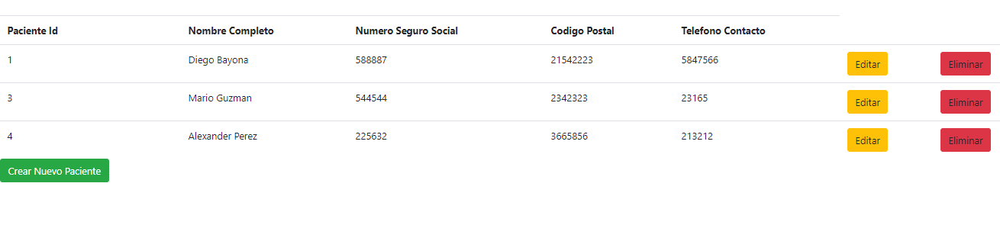 Paciente Id Nombre Completo Numero Seguro Social Codigo Postal Telefono Contacto
1 Diego Bayona 588887 21542223 5847566 Editar Eliminar
3 Mario Guzman 544544 2342323 23165 Editar Eliminar
4 Alexander Perez 225632 3665856 213212 Editar Eliminar
Crear Nuevo Paciente